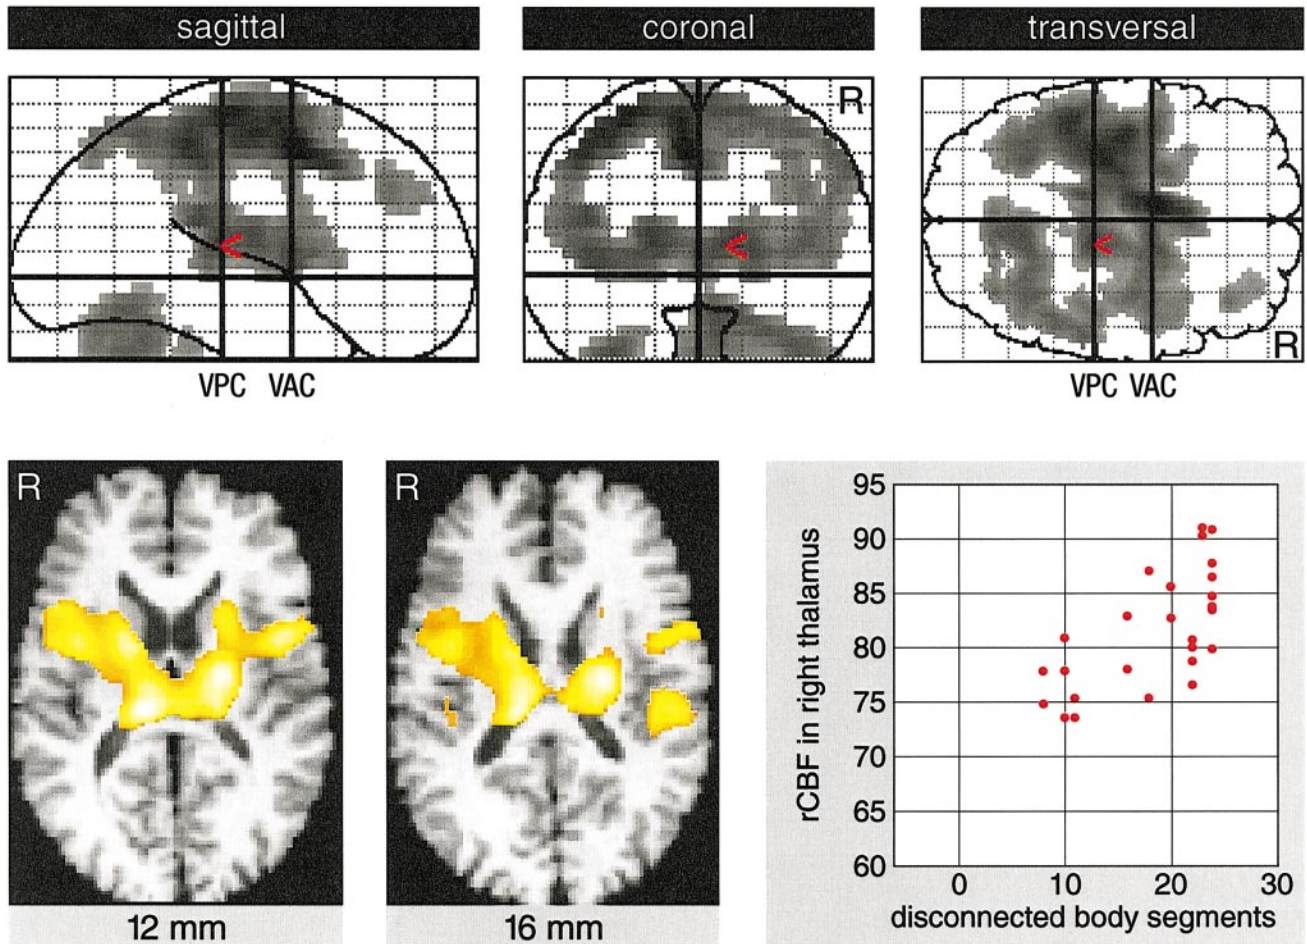 sagittal
coronal
transversal
R
R
VPC VAC
VPC VAC
R
R
12 mm
16 mm
rCBF in right thalamus
95
90
85
80
75
70
65
60
0 10 20 30
disconnected body segments